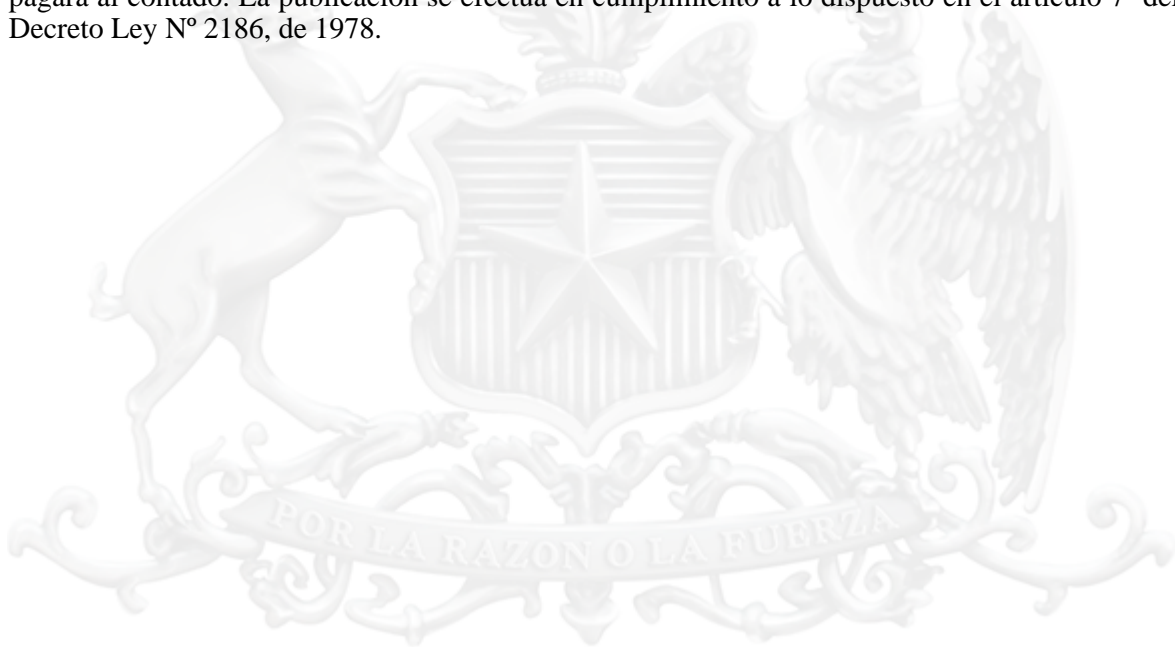 pagará al contado. La publicación se efectúa en cumplimiento a lo dispuesto en el artículo 7º del
Decreto Ley Nº 2186, de 1978.
POR LA RAZON O LA FUERZA